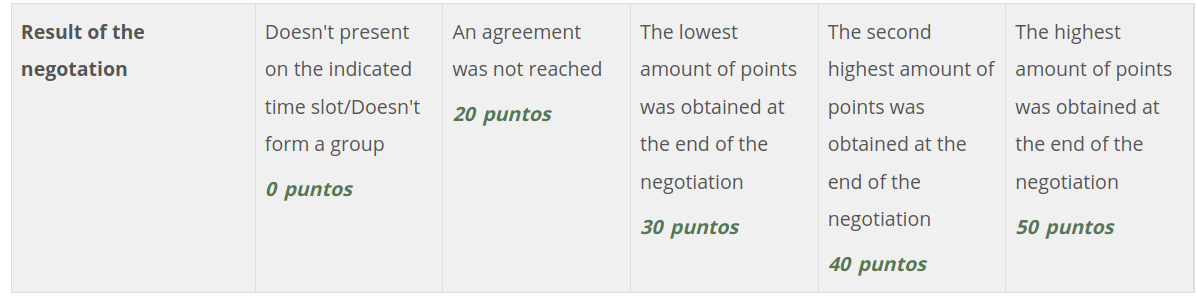 Result of the
negotation
Doesn't present
on the indicated
time slot/Doesn't
form a group
0 puntos
An agreement
was not reached
20 puntos
The lowest
amount of points
was obtained at
the end of the
negotiation
30 puntos
The second
highest amount of
points was
obtained at the
end of the
negotiation
40 puntos
The highest
amount of points
was obtained at
the end of the
negotiation
50 puntos